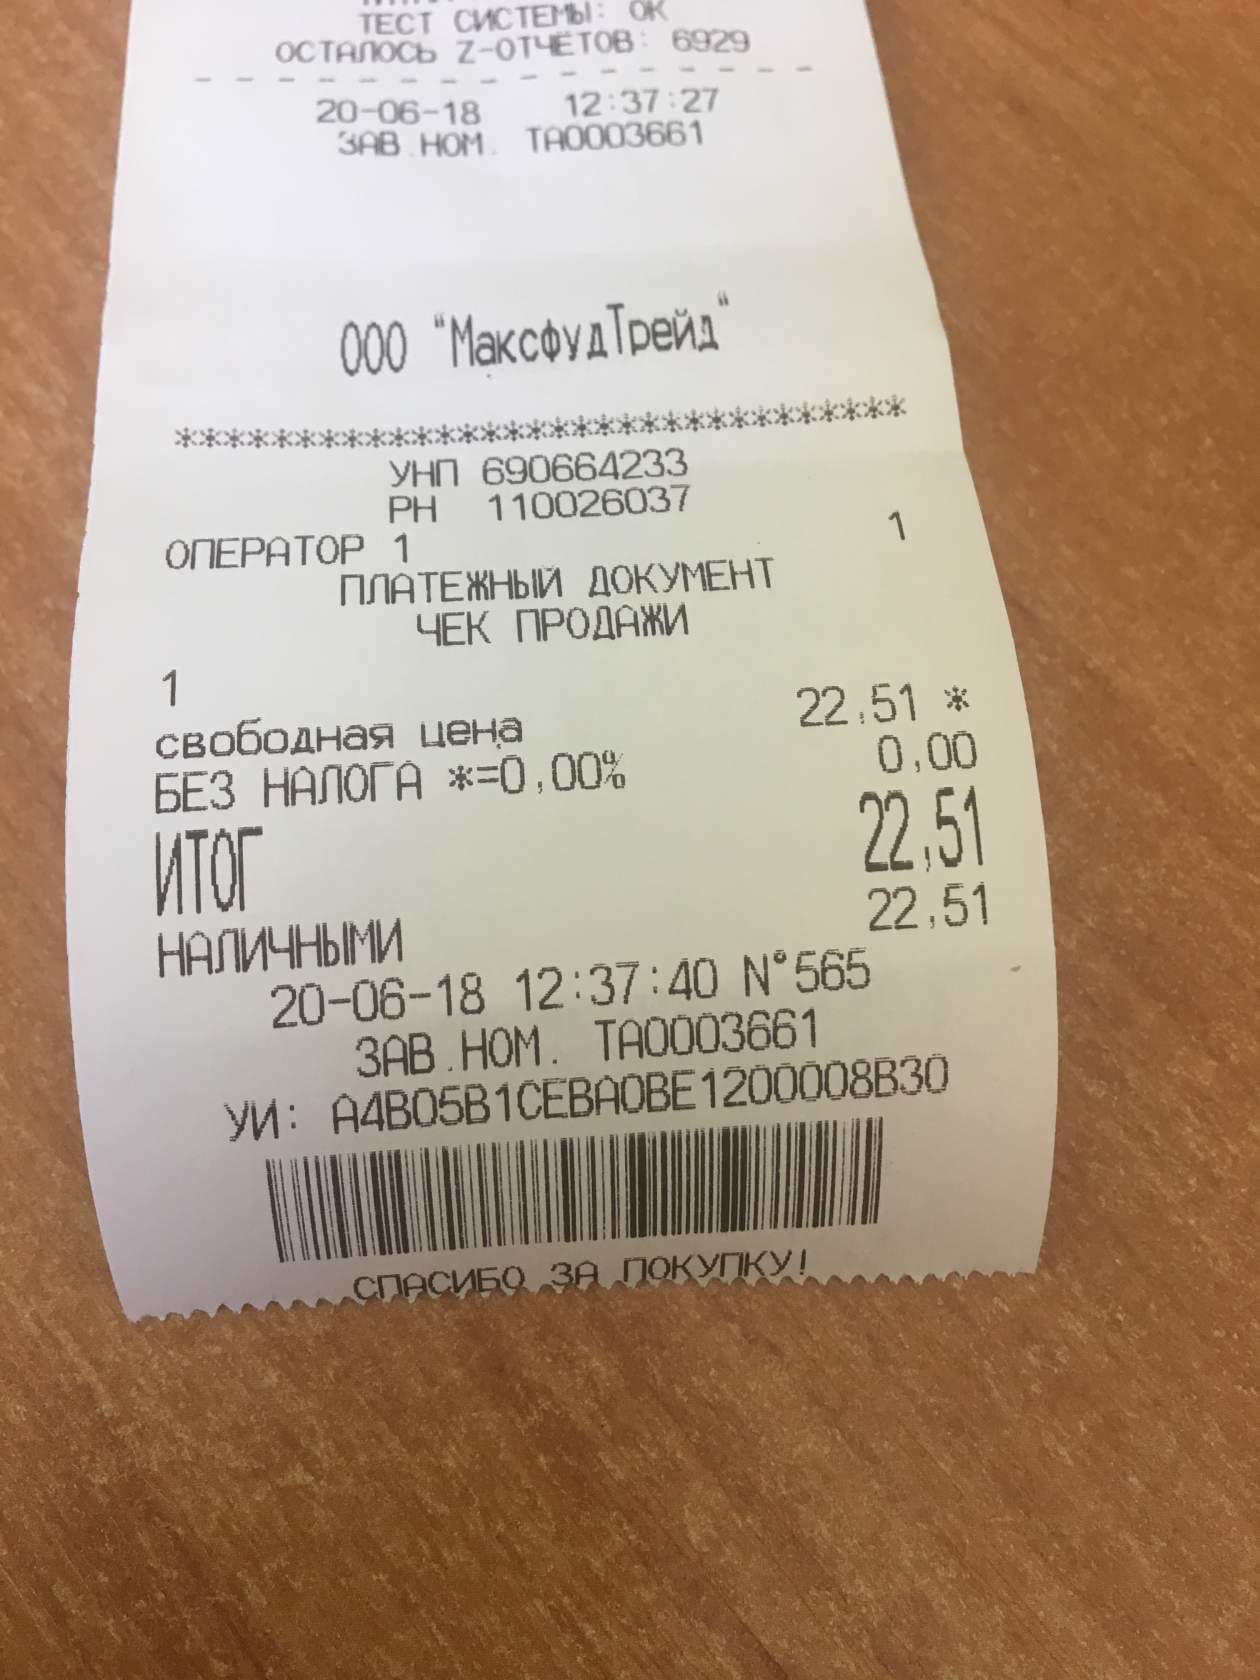 ТЕСТ СИСТЕМЫ: ОК
ОСТАЛОСЬ Z-ОТЧЕТОВ: 6929
- - - - - - - - - - - - - - - -
20-06-18 12:37:27
ЗАВ.НОМ. ТА0003661
ООО "МаксфудТрейд"
********************************
УНП 690664233
РН 110026037
ОПЕРАТОР 1 1
ПЛАТЕЖНЫЙ ДОКУМЕНТ
ЧЕК ПРОДАЖИ
1
свободная цена 22,51 *
БЕЗ НАЛОГА *=0,00% 0,00
ИТОГ 22,51
НАЛИЧНЫМИ 22,51
20-06-18 12:37:40 N°565
ЗАВ.НОМ. ТА0003661
УИ: A4B05B1CEBA0BE1200008B30
СПАСИБО ЗА ПОКУПКУ!